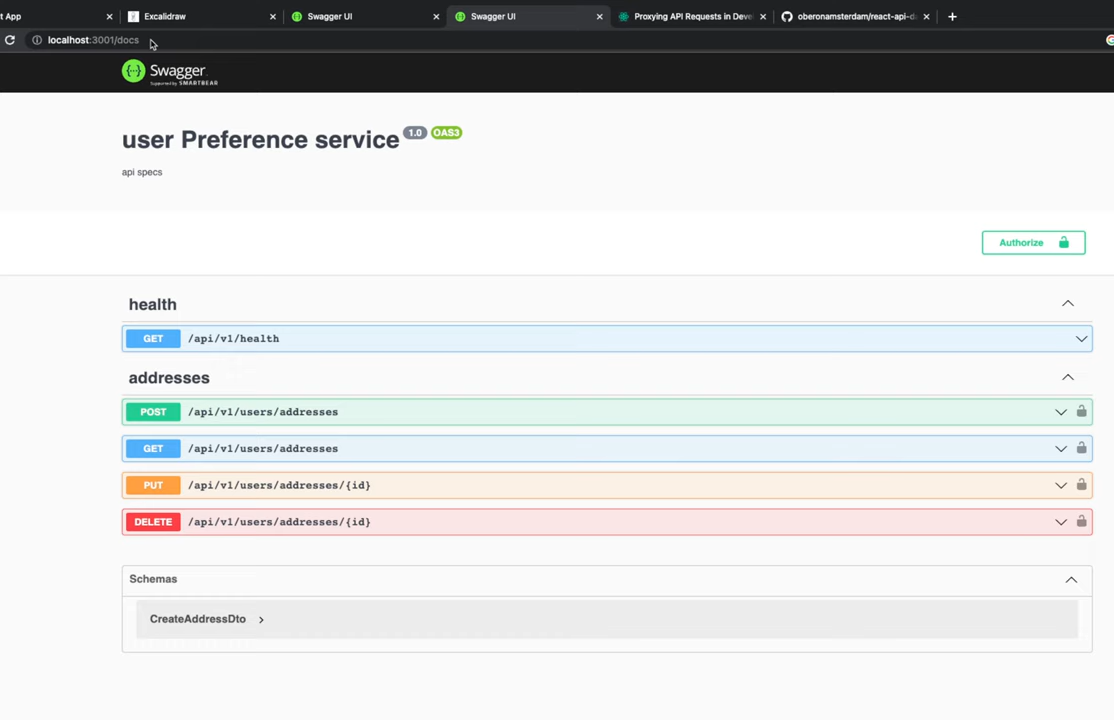 t App Excalidraw Swagger UI Swagger UI Proxying API Requests in Deve oberonamsterdam/react-api-d
localhost:3001/docs
Swagger
Supported by SMARTBEAR
user Preference service 1.0 OAS3
api specs
Authorize
health
GET /api/v1/health
addresses
POST /api/v1/users/addresses
GET /api/v1/users/addresses
PUT /api/v1/users/addresses/{id}
DELETE /api/v1/users/addresses/{id}
Schemas
CreateAddressDto